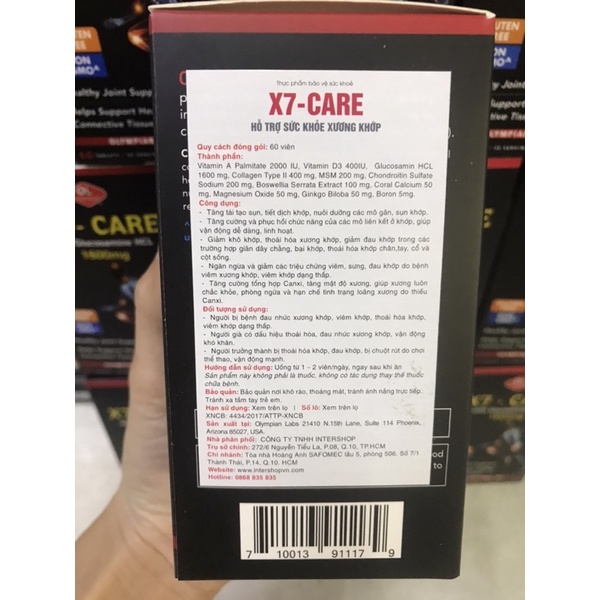 Thực phẩm bảo vệ sức khoẻ
X7-CARE
HỖ TRỢ SỨC KHỎE XƯƠNG KHỚP
Quy cách đóng gói: 60 viên
Thành phần:
Vitamin A Palmitate 2000 IU, Vitamin D3 400IU, Glucosamin HCL
1600 mg, Collagen Type II 400 mg, MSM 200 mg, Chondroitin Sulfate
Sodium 200 mg, Boswellia Serrata Extract 100 mg, Coral Calcium 50
mg, Magnesium Oxide 50 mg, Ginkgo Biloba 50 mg, Boron 5mg.
Công dụng:
- Tăng tái tạo sụn, tiết dịch khớp, nuôi dưỡng các mô gân, sụn khớp.
- Tăng cường và phục hồi chức năng của các mô liên kết ở khớp, giúp
vận động dễ dàng, linh hoạt.
- Giảm khô khớp, thoái hóa xương khớp, giảm đau khớp trong các
trường hợp giãn dây chằng, bại khớp, thoái hóa khớp chân,tay, cổ và
cột sống.
- Ngăn ngừa và giảm các triệu chứng viêm, sưng, đau khớp do bệnh
viêm xương khớp, viêm khớp dạng thấp.
- Tăng cường tổng hợp Canxi, tăng mật độ xương, giúp xương luôn
chắc khỏe, phòng ngừa và hạn chế tình trạng loãng xương do thiếu
Canxi.
Đối tượng sử dụng:
- Người bị bệnh đau nhức xương khớp, viêm khớp, thoái hóa khớp,
viêm khớp dạng thấp.
- Người già có dấu hiệu thoái hóa, đau nhức xương khớp, vận động
khó khăn.
- Người trưởng thành bị thoái hóa khớp, đau khớp, bị chuột rút do chơi
thể thao, vận động mạnh.
Hướng dẫn sử dụng: Uống từ 1 - 2 viên/ngày, ngay sau khi ăn
Sản phẩm này không phải là thuốc, không có tác dụng thay thế thuốc
chữa bệnh.
Bảo quản: Bảo quản nơi khô ráo, thoáng mát, tránh ánh nắng trực tiếp.
Tránh xa tầm tay trẻ em.
Hạn sử dụng: Xem trên lọ | Số lô: Xem trên lọ
XNCB: 4434/2017/ATTP-XNCB
Sản xuất tại: Olympian Labs 21410 N.15th Lane, Suite 114 Phoenix,
Arizona 85027, USA.
Nhà phân phối: CÔNG TY TNHH INTERSHOP
Trụ sở chính: 272/6 Nguyễn Tiểu La, P.08, Q.10, TP.HCM
Chi nhánh: Tòa nhà Hoàng Anh SAFOMEC lầu 5, phòng 506, Số 7/1
Thành Thái, P.14, Q.10. HCM
Website: www.intershopvn.com
Hotline: 0868 835 835
7 10013 91117 9
althy Joint Sup
Helps Support He
Connective Tissue
OLYMPIAN
- CARE
Glucosamine HCL
1600mg